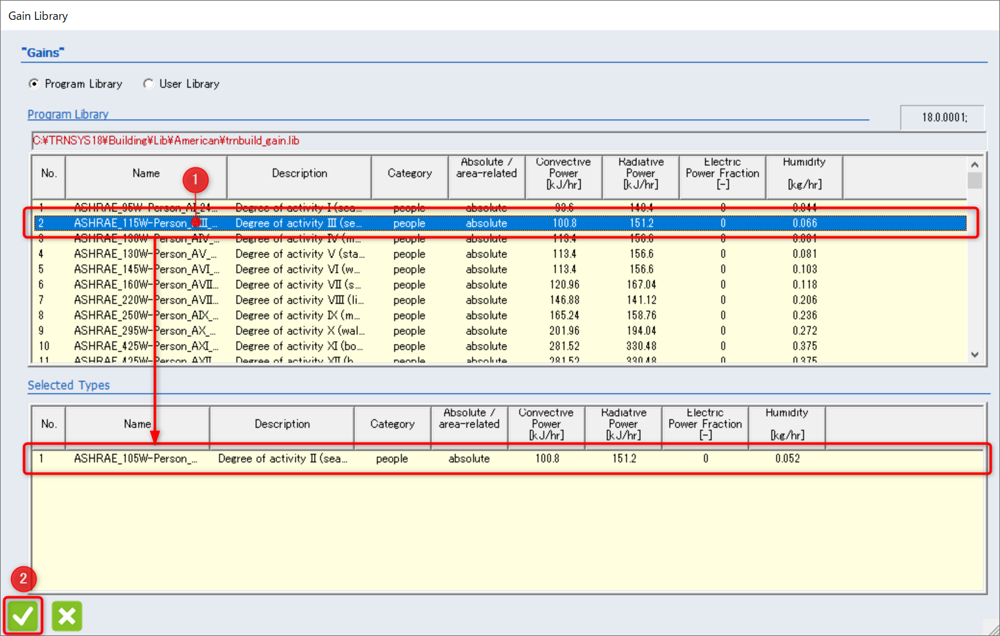 Gain Library
"Gains"
Program Library User Library
Program Library
18.0.0001;
C:¥TRNSYS18¥Building¥Lib¥American¥trnbuild_gain.lib
No. Name Description Category Absolute / area-related Convective Power [kJ/hr] Radiative Power [kJ/hr] Electric Power Fraction [-] Humidity [kg/hr]
1
1 ASHRAE_95W-Person_AI_24... Degree of activity I (sea... people absolute 93.6 140.4 0 0.044
2 ASHRAE_115W-Person_AIII_... Degree of activity III (se... people absolute 100.8 151.2 0 0.066
3 ASHRAE_130W-Person_AIV_... Degree of activity IV (m... people absolute 113.4 156.6 0 0.081
4 ASHRAE_130W-Person_AV_... Degree of activity V (sta... people absolute 113.4 156.6 0 0.081
5 ASHRAE_145W-Person_AVI_... Degree of activity VI (w... people absolute 113.4 156.6 0 0.103
6 ASHRAE_160W-Person_AVII... Degree of activity VII (s... people absolute 120.96 167.04 0 0.118
7 ASHRAE_220W-Person_AVII... Degree of activity VIII (li... people absolute 146.88 141.12 0 0.206
8 ASHRAE_250W-Person_AIX_... Degree of activity IX (m... people absolute 165.24 158.76 0 0.236
9 ASHRAE_295W-Person_AX_... Degree of activity X (wal... people absolute 201.96 194.04 0 0.272
10 ASHRAE_425W-Person_AXI_... Degree of activity XI (bo... people absolute 281.52 330.48 0 0.375
11 ASHRAE_425W-Person_AXII... Degree of activity XII (b... people absolute 281.52 330.48 0 0.375
Selected Types
No. Name Description Category Absolute / area-related Convective Power [kJ/hr] Radiative Power [kJ/hr] Electric Power Fraction [-] Humidity [kg/hr]
1 ASHRAE_105W-Person_... Degree of activity II (sea... people absolute 100.8 151.2 0 0.052
2